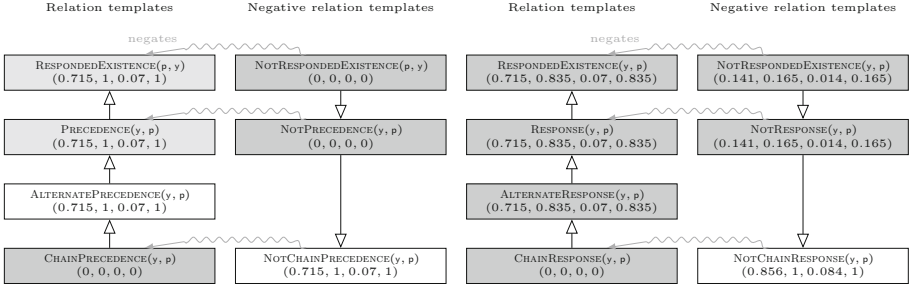 Relation templates Negative relation templates Relation templates Negative relation templates
negates negates
RESPONDEDEXISTENCE(p, y) NOTRESPONDEDEXISTENCE(p, y) RESPONDEDEXISTENCE(y, p) NOTRESPONDEDEXISTENCE(y, p)
(0.715, 1, 0.07, 1) (0, 0, 0, 0) (0.715, 0.835, 0.07, 0.835) (0.141, 0.165, 0.014, 0.165)
PRECEDENCE(y, p) NOTPRECEDENCE(y, p) RESPONSE(y, p) NOTRESPONSE(y, p)
(0.715, 1, 0.07, 1) (0, 0, 0, 0) (0.715, 0.835, 0.07, 0.835) (0.141, 0.165, 0.014, 0.165)
ALTERNATEPRECEDENCE(y, p) ALTERNATERESPONSE(y, p)
(0.715, 1, 0.07, 1) (0.715, 0.835, 0.07, 0.835)
CHAINPRECEDENCE(y, p) NOTCHAINPRECEDENCE(y, p) CHAINRESPONSE(y, p) NOTCHAINRESPONSE(y, p)
(0, 0, 0, 0) (0.715, 1, 0.07, 1) (0, 0, 0, 0) (0.856, 1, 0.084, 1)